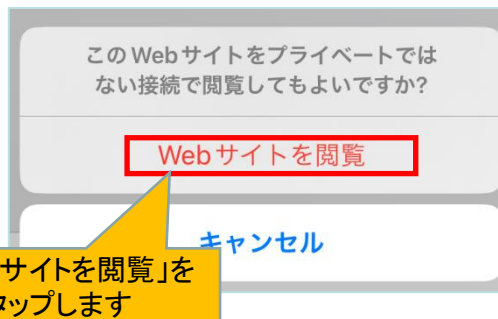 このWebサイトをプライベートでは
ない接続で閲覧してもよいですか?
Webサイトを閲覧
キャンセル
サイトを閲覧」を
タップします